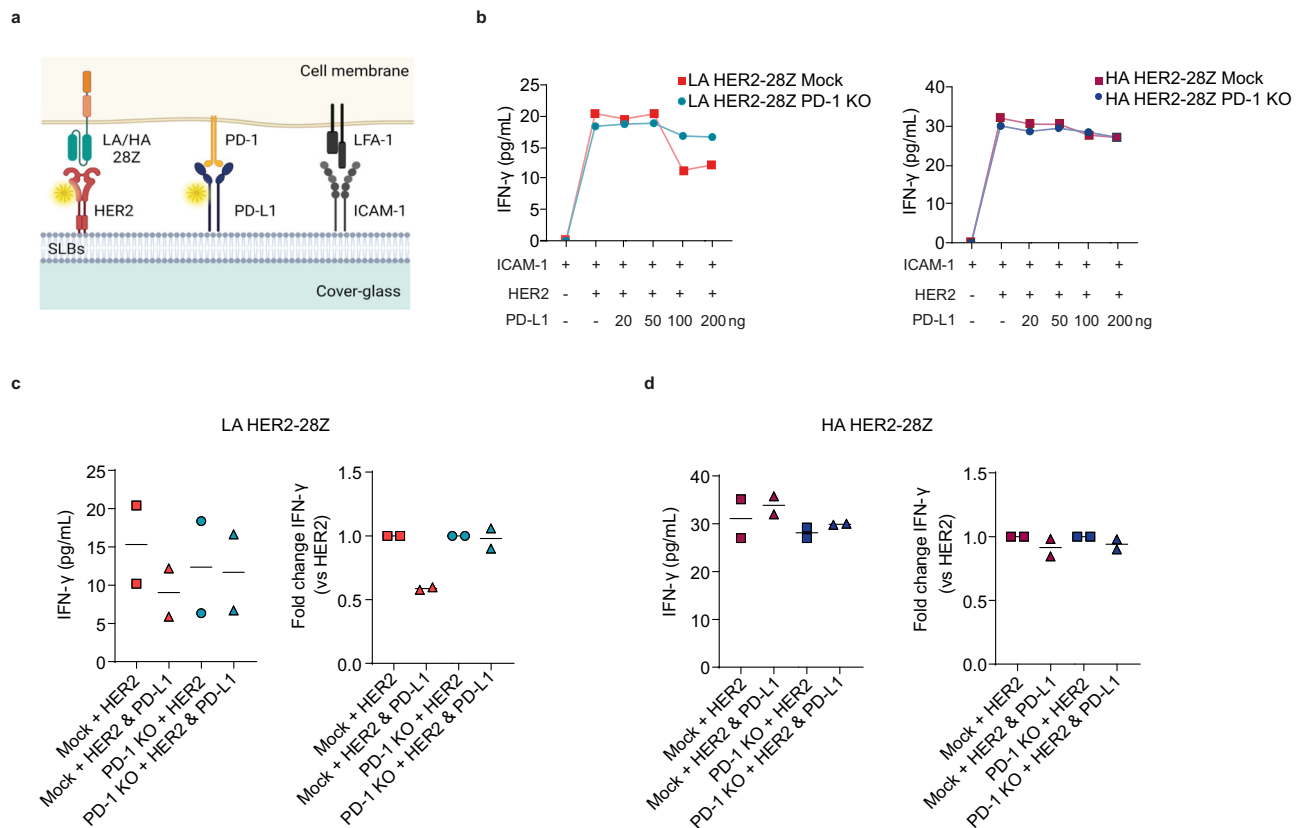 a
Cell membrane
LA/HA
28Z
PD-1
LFA-1
HER2
PD-L1
ICAM-1
SLBs
Cover-glass
b
LA HER2-28Z Mock
LA HER2-28Z PD-1 KO
IFN-γ (pg/mL)
25
20
15
10
5
0
ICAM-1 + + + + + +
HER2 - + + + + +
PD-L1 - - 20 50 100 200 ng
HA HER2-28Z Mock
HA HER2-28Z PD-1 KO
IFN-γ (pg/mL)
40
30
20
10
0
ICAM-1 + + + + + +
HER2 - + + + + +
PD-L1 - - 20 50 100 200 ng
c
LA HER2-28Z
IFN-γ (pg/mL)
25
20
15
10
5
0
Mock + HER2
Mock + HER2 & PD-L1
PD-1 KO + HER2
PD-1 KO + HER2 & PD-L1
Fold change IFN-γ
(vs HER2)
1.5
1.0
0.5
0.0
Mock + HER2
Mock + HER2 & PD-L1
PD-1 KO + HER2
PD-1 KO + HER2 & PD-L1
d
HA HER2-28Z
IFN-γ (pg/mL)
40
30
20
10
0
Mock + HER2
Mock + HER2 & PD-L1
PD-1 KO + HER2
PD-1 KO + HER2 & PD-L1
Fold change IFN-γ
(vs HER2)
1.5
1.0
0.5
0.0
Mock + HER2
Mock + HER2 & PD-L1
PD-1 KO + HER2
PD-1 KO + HER2 & PD-L1